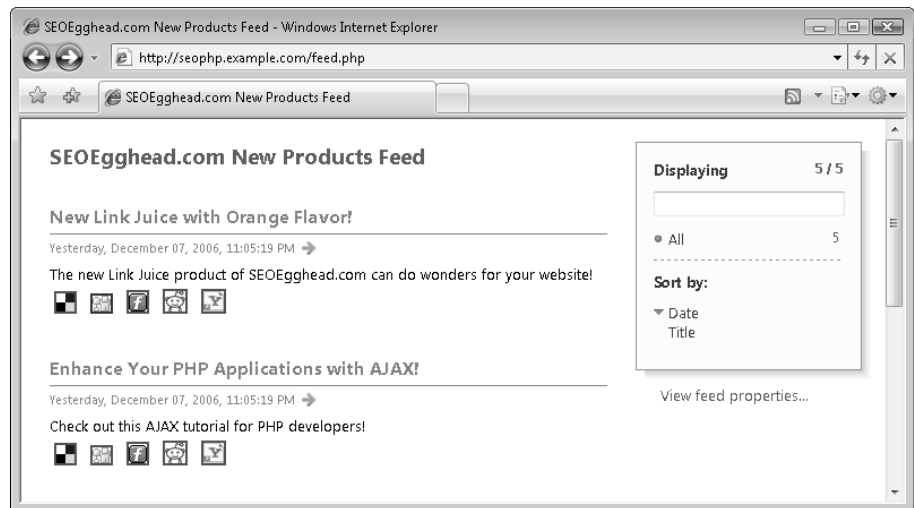 SEOEgghead.com New Products Feed - Windows Internet Explorer
http://seophp.example.com/feed.php
SEOEgghead.com New Products Feed
SEOEgghead.com New Products Feed
New Link Juice with Orange Flavor!
Yesterday, December 07, 2006, 11:05:19 PM
The new Link Juice product of SEOEgghead.com can do wonders for your website!
Enhance Your PHP Applications with AJAX!
Yesterday, December 07, 2006, 11:05:19 PM
Check out this AJAX tutorial for PHP developers!
Displaying 5 / 5
All 5
Sort by:
Date
Title
View feed properties...